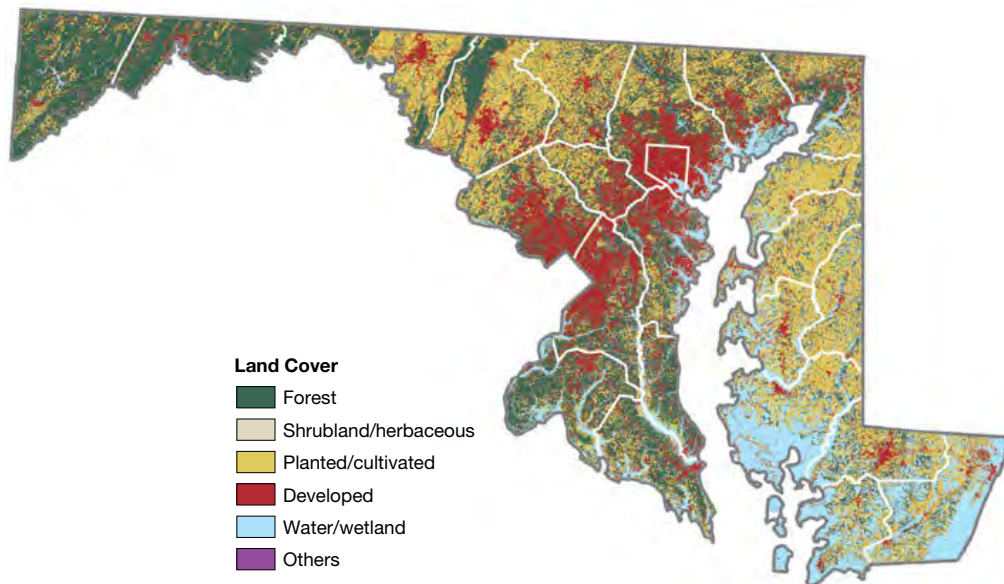 Land Cover
Forest
Shrubland/herbaceous
Planted/cultivated
Developed
Water/wetland
Others